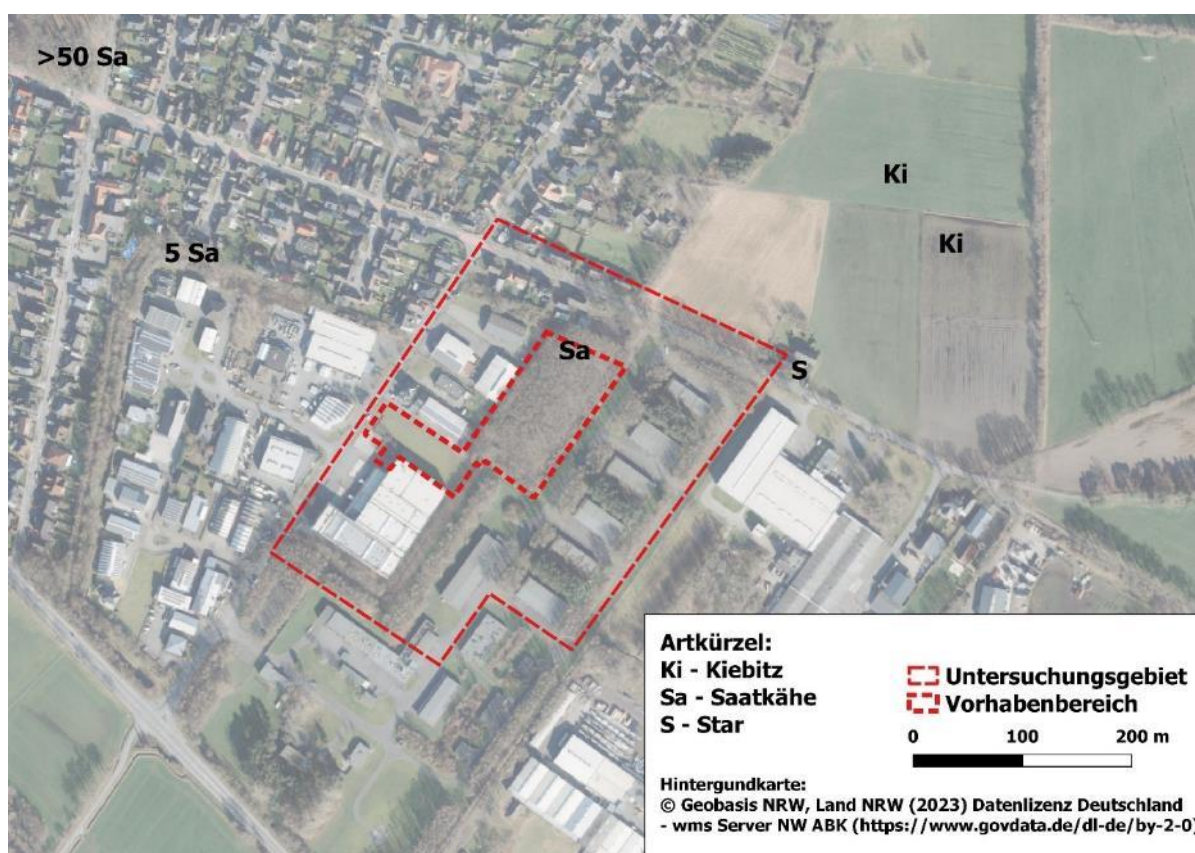 >50 Sa
Ki
5 Sa
Ki
Sa
S
Artkürzel:
Ki - Kiebitz
Sa - Saatkähe
S - Star
Untersuchungsgebiet
Vorhabenbereich
0 100 200 m
Hintergundkarte:
© Geobasis NRW, Land NRW (2023) Datenlizenz Deutschland
- wms Server NW ABK (https://www.govdata.de/dl-de/by-2-0)